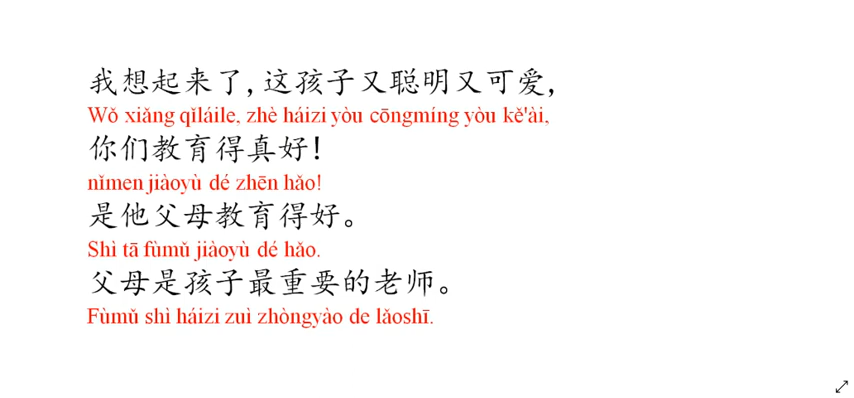 我想起来了,这孩子又聪明又可爱,
Wǒ xiǎng qǐláile, zhè háizi yòu cōngmíng yòu kě'ài,
你们教育得真好!
nǐmen jiàoyù dé zhēn hǎo!
是他父母教育得好。
Shì tā fùmǔ jiàoyù dé hǎo.
父母是孩子最重要的老师。
Fùmǔ shì háizi zuì zhòngyào de lǎoshī.